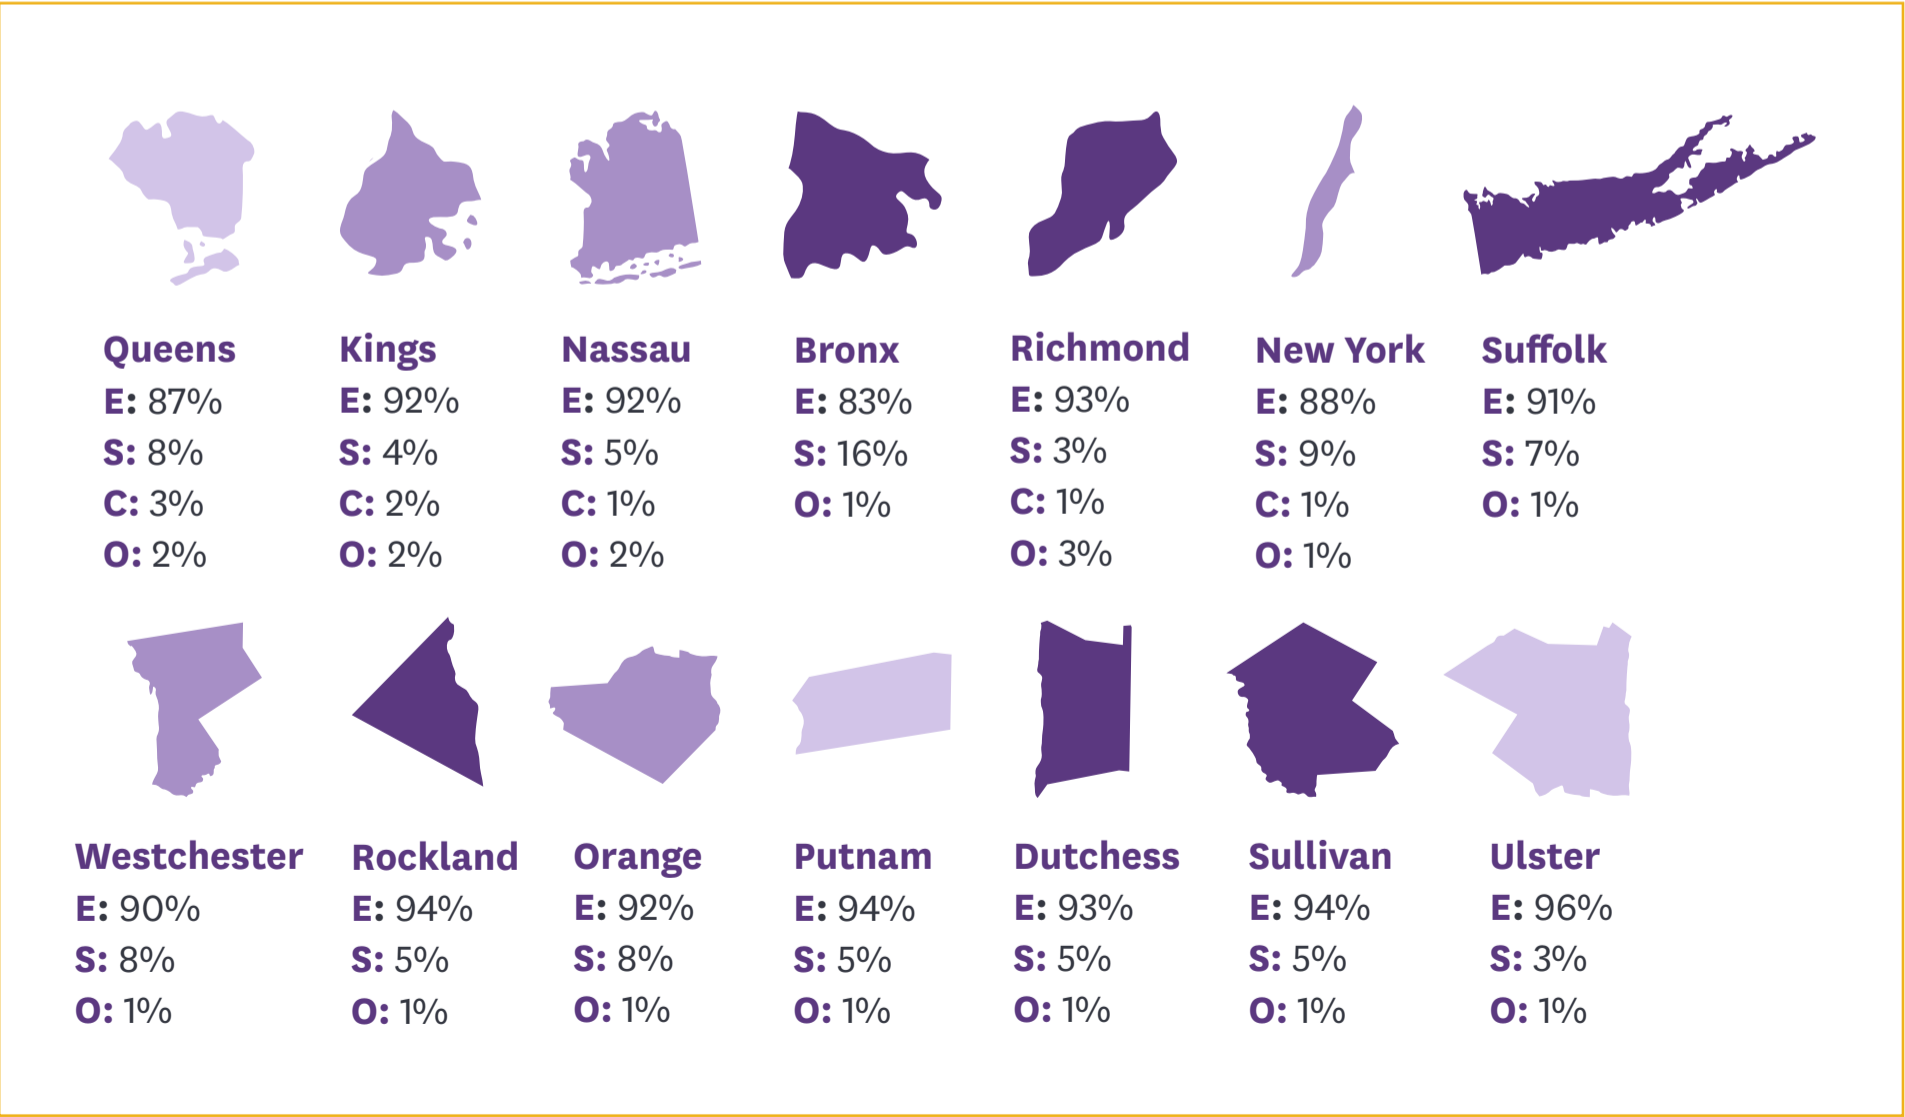 Queens
E: 87%
S: 8%
C: 3%
O: 2%
Kings
E: 92%
S: 4%
C: 2%
O: 2%
Nassau
E: 92%
S: 5%
C: 1%
O: 2%
Bronx
E: 83%
S: 16%
O: 1%
Richmond
E: 93%
S: 3%
C: 1%
O: 3%
New York
E: 88%
S: 9%
C: 1%
O: 1%
Suffolk
E: 91%
S: 7%
O: 1%
Westchester
E: 90%
S: 8%
O: 1%
Rockland
E: 94%
S: 5%
O: 1%
Orange
E: 92%
S: 8%
O: 1%
Putnam
E: 94%
S: 5%
O: 1%
Dutchess
E: 93%
S: 5%
O: 1%
Sullivan
E: 94%
S: 5%
O: 1%
Ulster
E: 96%
S: 3%
O: 1%